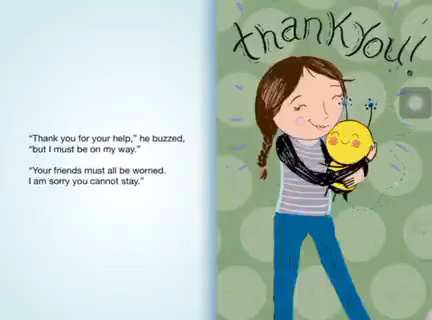 "Thank you for your help," he buzzed,
"but I must be on my way."
"Your friends must all be worried.
I am sorry you cannot stay."
thank you!